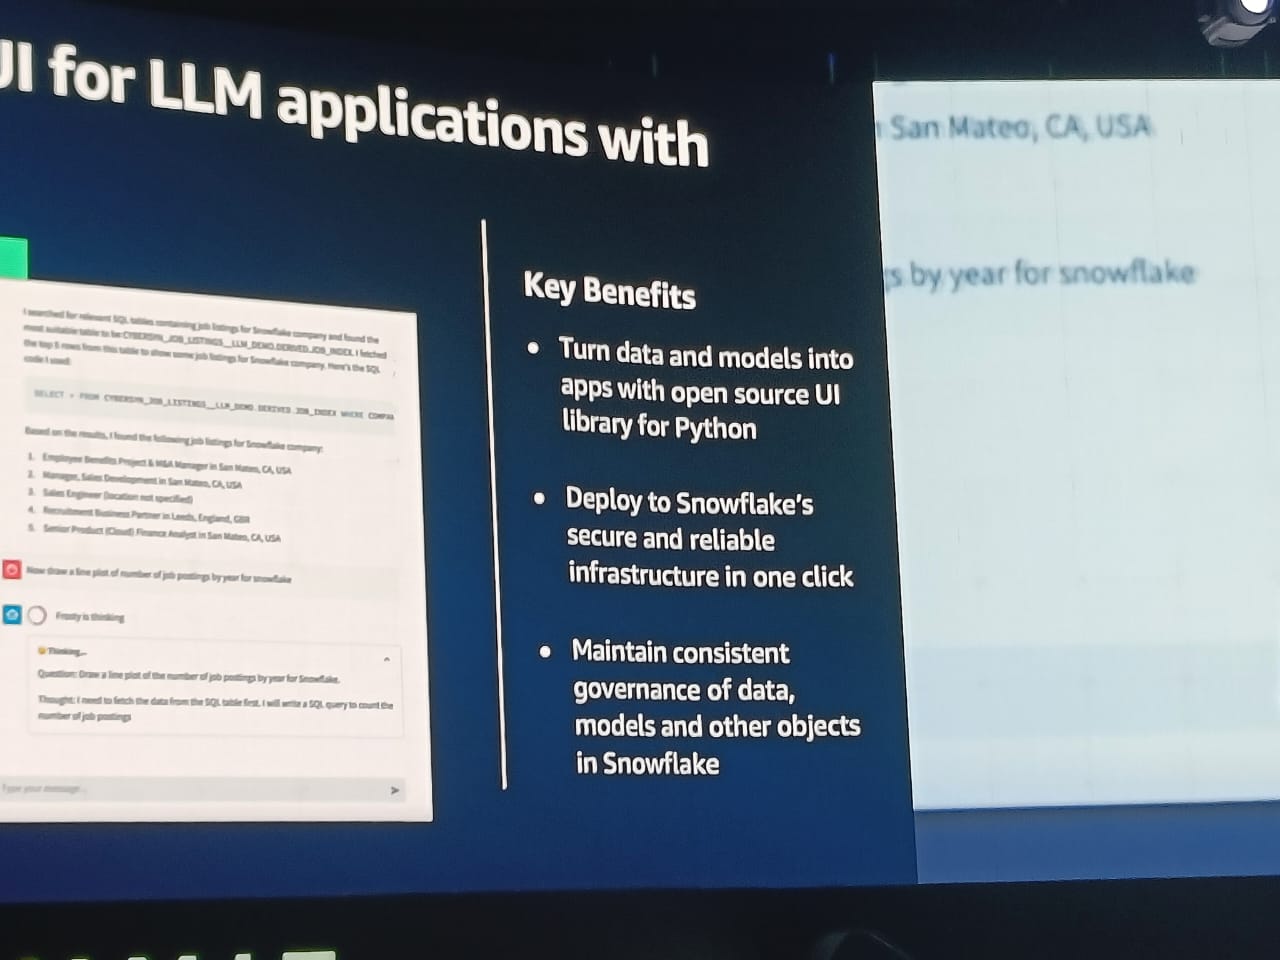 UI for LLM applications with
San Mateo, CA, USA
s by year for snowflake
I searched for relevant SQL tables containing job listings for Snowflake company and found the
most suitable table to be CYBERSYN_JOB_LISTINGS__LLM_DEMO.DERIVED.JOB_INDEX. I fetched
the top 5 rows from this table to show some job listings for Snowflake company. Here's the SQL
code I used:
SELECT * FROM CYBERSYN_JOB_LISTINGS__LLM_DEMO.DERIVED.JOB_INDEX WHERE COMPA
Based on the results, I found the following job listings for Snowflake company:
1. Employee Benefits Project & M&A Manager in San Mateo, CA, USA
2. Manager, Sales Development in San Mateo, CA, USA
3. Sales Engineer (location not specified)
4. Recruitment Business Partner in Leeds, England, GBR
5. Senior Product (Cloud) Finance Analyst in San Mateo, CA, USA
Now draw a line plot of number of job postings by year for snowflake
Frosty is thinking
Thinking...
Question: Draw a line plot of the number of job postings by year for Snowflake.
Thought: I need to fetch the data from the SQL table first. I will write a SQL query to count the
number of job postings
Type your message...
Key Benefits
• Turn data and models into
apps with open source UI
library for Python
• Deploy to Snowflake's
secure and reliable
infrastructure in one click
• Maintain consistent
governance of data,
models and other objects
in Snowflake